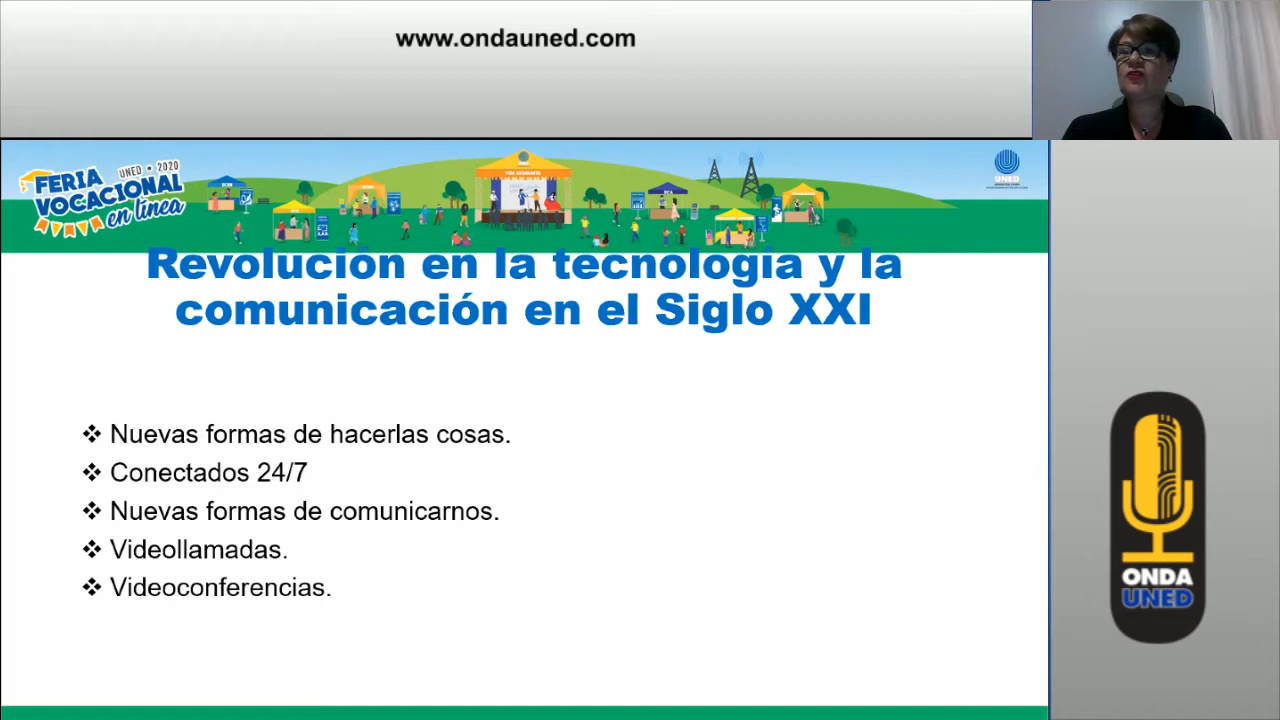 www.ondauned.com
FERIA
VOCACIONAL
en línea
UNED • 2020
UNED
Revolución en la tecnología y la
comunicación en el Siglo XXI
❖ Nuevas formas de hacerlas cosas.
❖ Conectados 24/7
❖ Nuevas formas de comunicarnos.
❖ Videollamadas.
❖ Videoconferencias.
ONDA
UNED